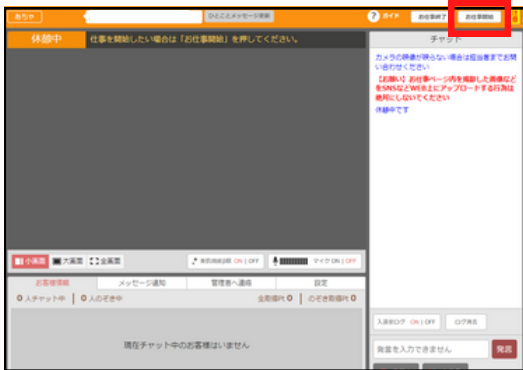 あちゃ
ひとことメッセージ更新
? ガイド
お仕事終了
お仕事開始
休憩中
仕事を開始したい場合は「お仕事開始」を押してください。
チャット
カメラの映像が映らない場合は担当者までお問
い合わせください
【お願い】お仕事ページ内を撮影した画像など
をSNSなどWEB上にアップロードする行為は
絶対にしないでください
休憩中です
小画面
大画面
全画面
ON | OFF
マイク ON | OFF
お客様情報
メッセージ通知
管理者へ連絡
設定
0 人チャット中
0 人のぞき中
金取得Pt 0
のぞき取得Pt 0
現在チャット中のお客様はいません
入退室ログ ON | OFF
ログ消去
発言を入力できません
発言